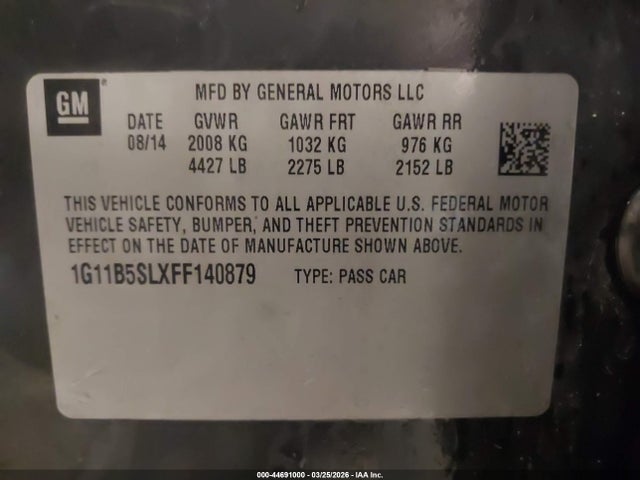 GM
®
MFD BY GENERAL MOTORS LLC
DATE GVWR GAWR FRT GAWR RR
08/14 2008 KG 1032 KG 976 KG
4427 LB 2275 LB 2152 LB
THIS VEHICLE CONFORMS TO ALL APPLICABLE U.S. FEDERAL MOTOR
VEHICLE SAFETY, BUMPER, AND THEFT PREVENTION STANDARDS IN
EFFECT ON THE DATE OF MANUFACTURE SHOWN ABOVE.
1G11B5SLXFF140879 TYPE: PASS CAR
000-44691000 - 03/25/2026 - IAA Inc.